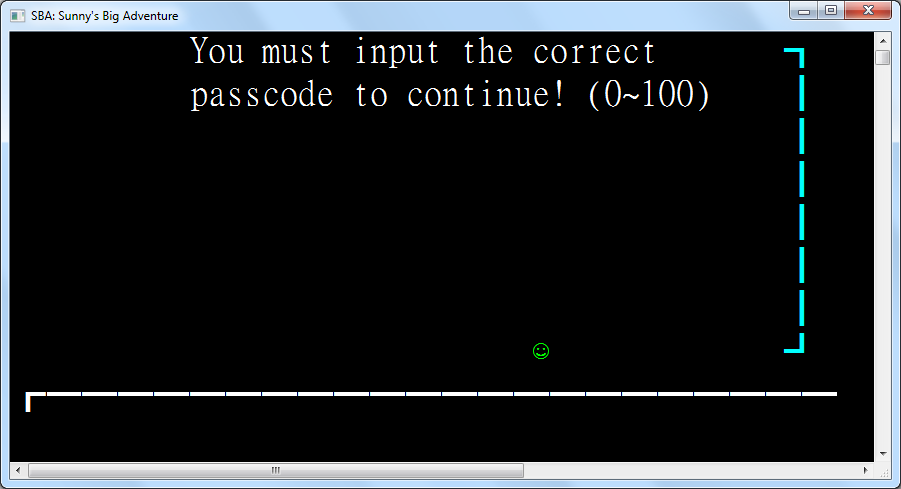 SBA: Sunny's Big Adventure
You must input the correct
passcode to continue! (0~100)